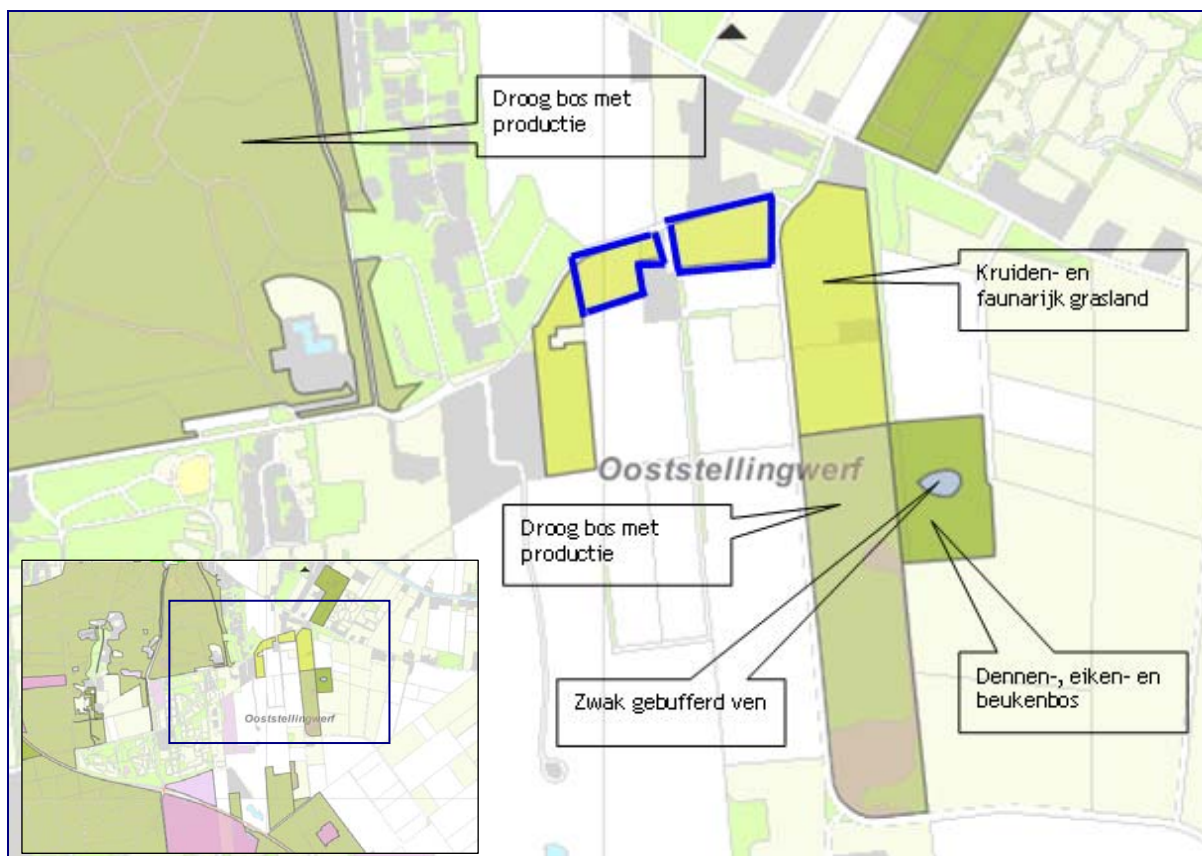 Droog bos met
productie
Kruiden- en
faunarijk grasland
Ooststellingwerf
Droog bos met
productie
Zwak gebufferd ven
Dennen-, eiken- en
beukenbos
Ooststellingwerf